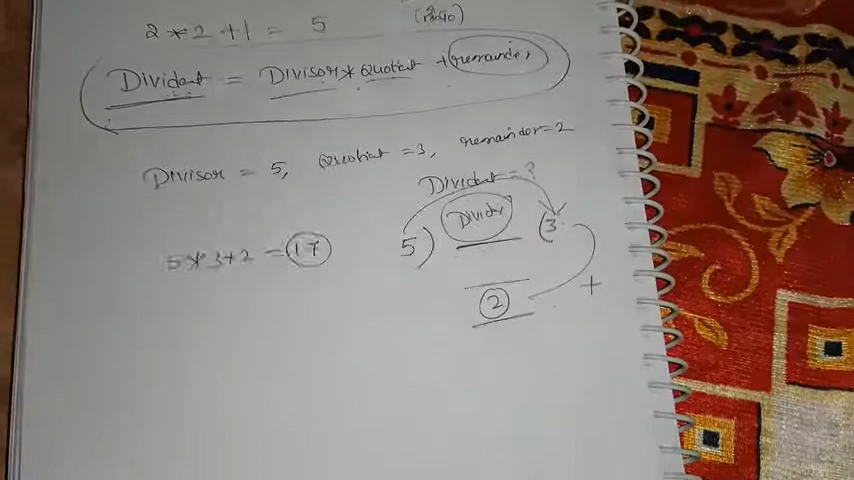 2 * 2 + 1 = 5
Divident = Divisor * Quotient + remainder
Divisor = 5, Quotient = 3, remainder = 2
Divident = ?
5) (3
5 * 3 + 2 = 17
2 +